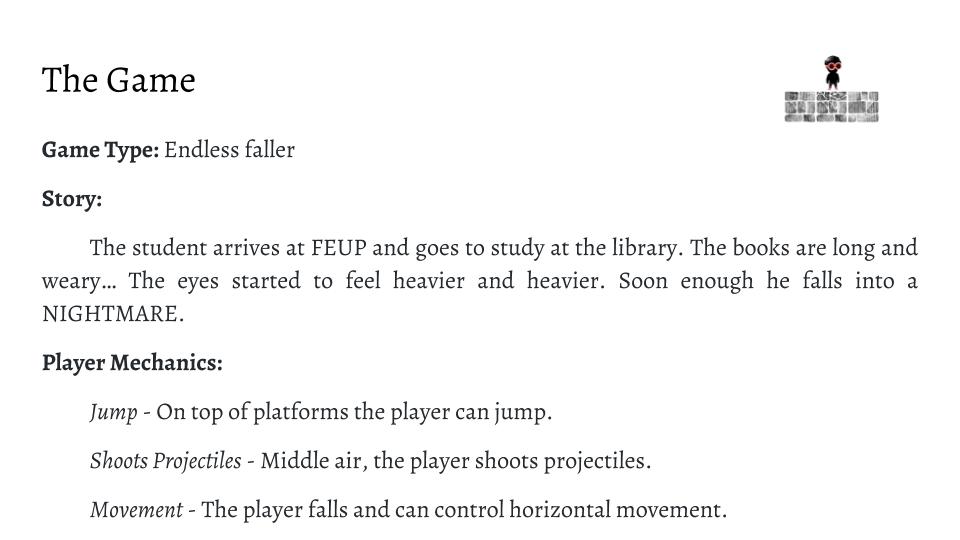 The Game
Game Type: Endless faller
Story:
The student arrives at FEUP and goes to study at the library. The books are long and
weary... The eyes started to feel heavier and heavier. Soon enough he falls into a
NIGHTMARE.
Player Mechanics:
Jump - On top of platforms the player can jump.
Shoots Projectiles - Middle air, the player shoots projectiles.
Movement - The player falls and can control horizontal movement.